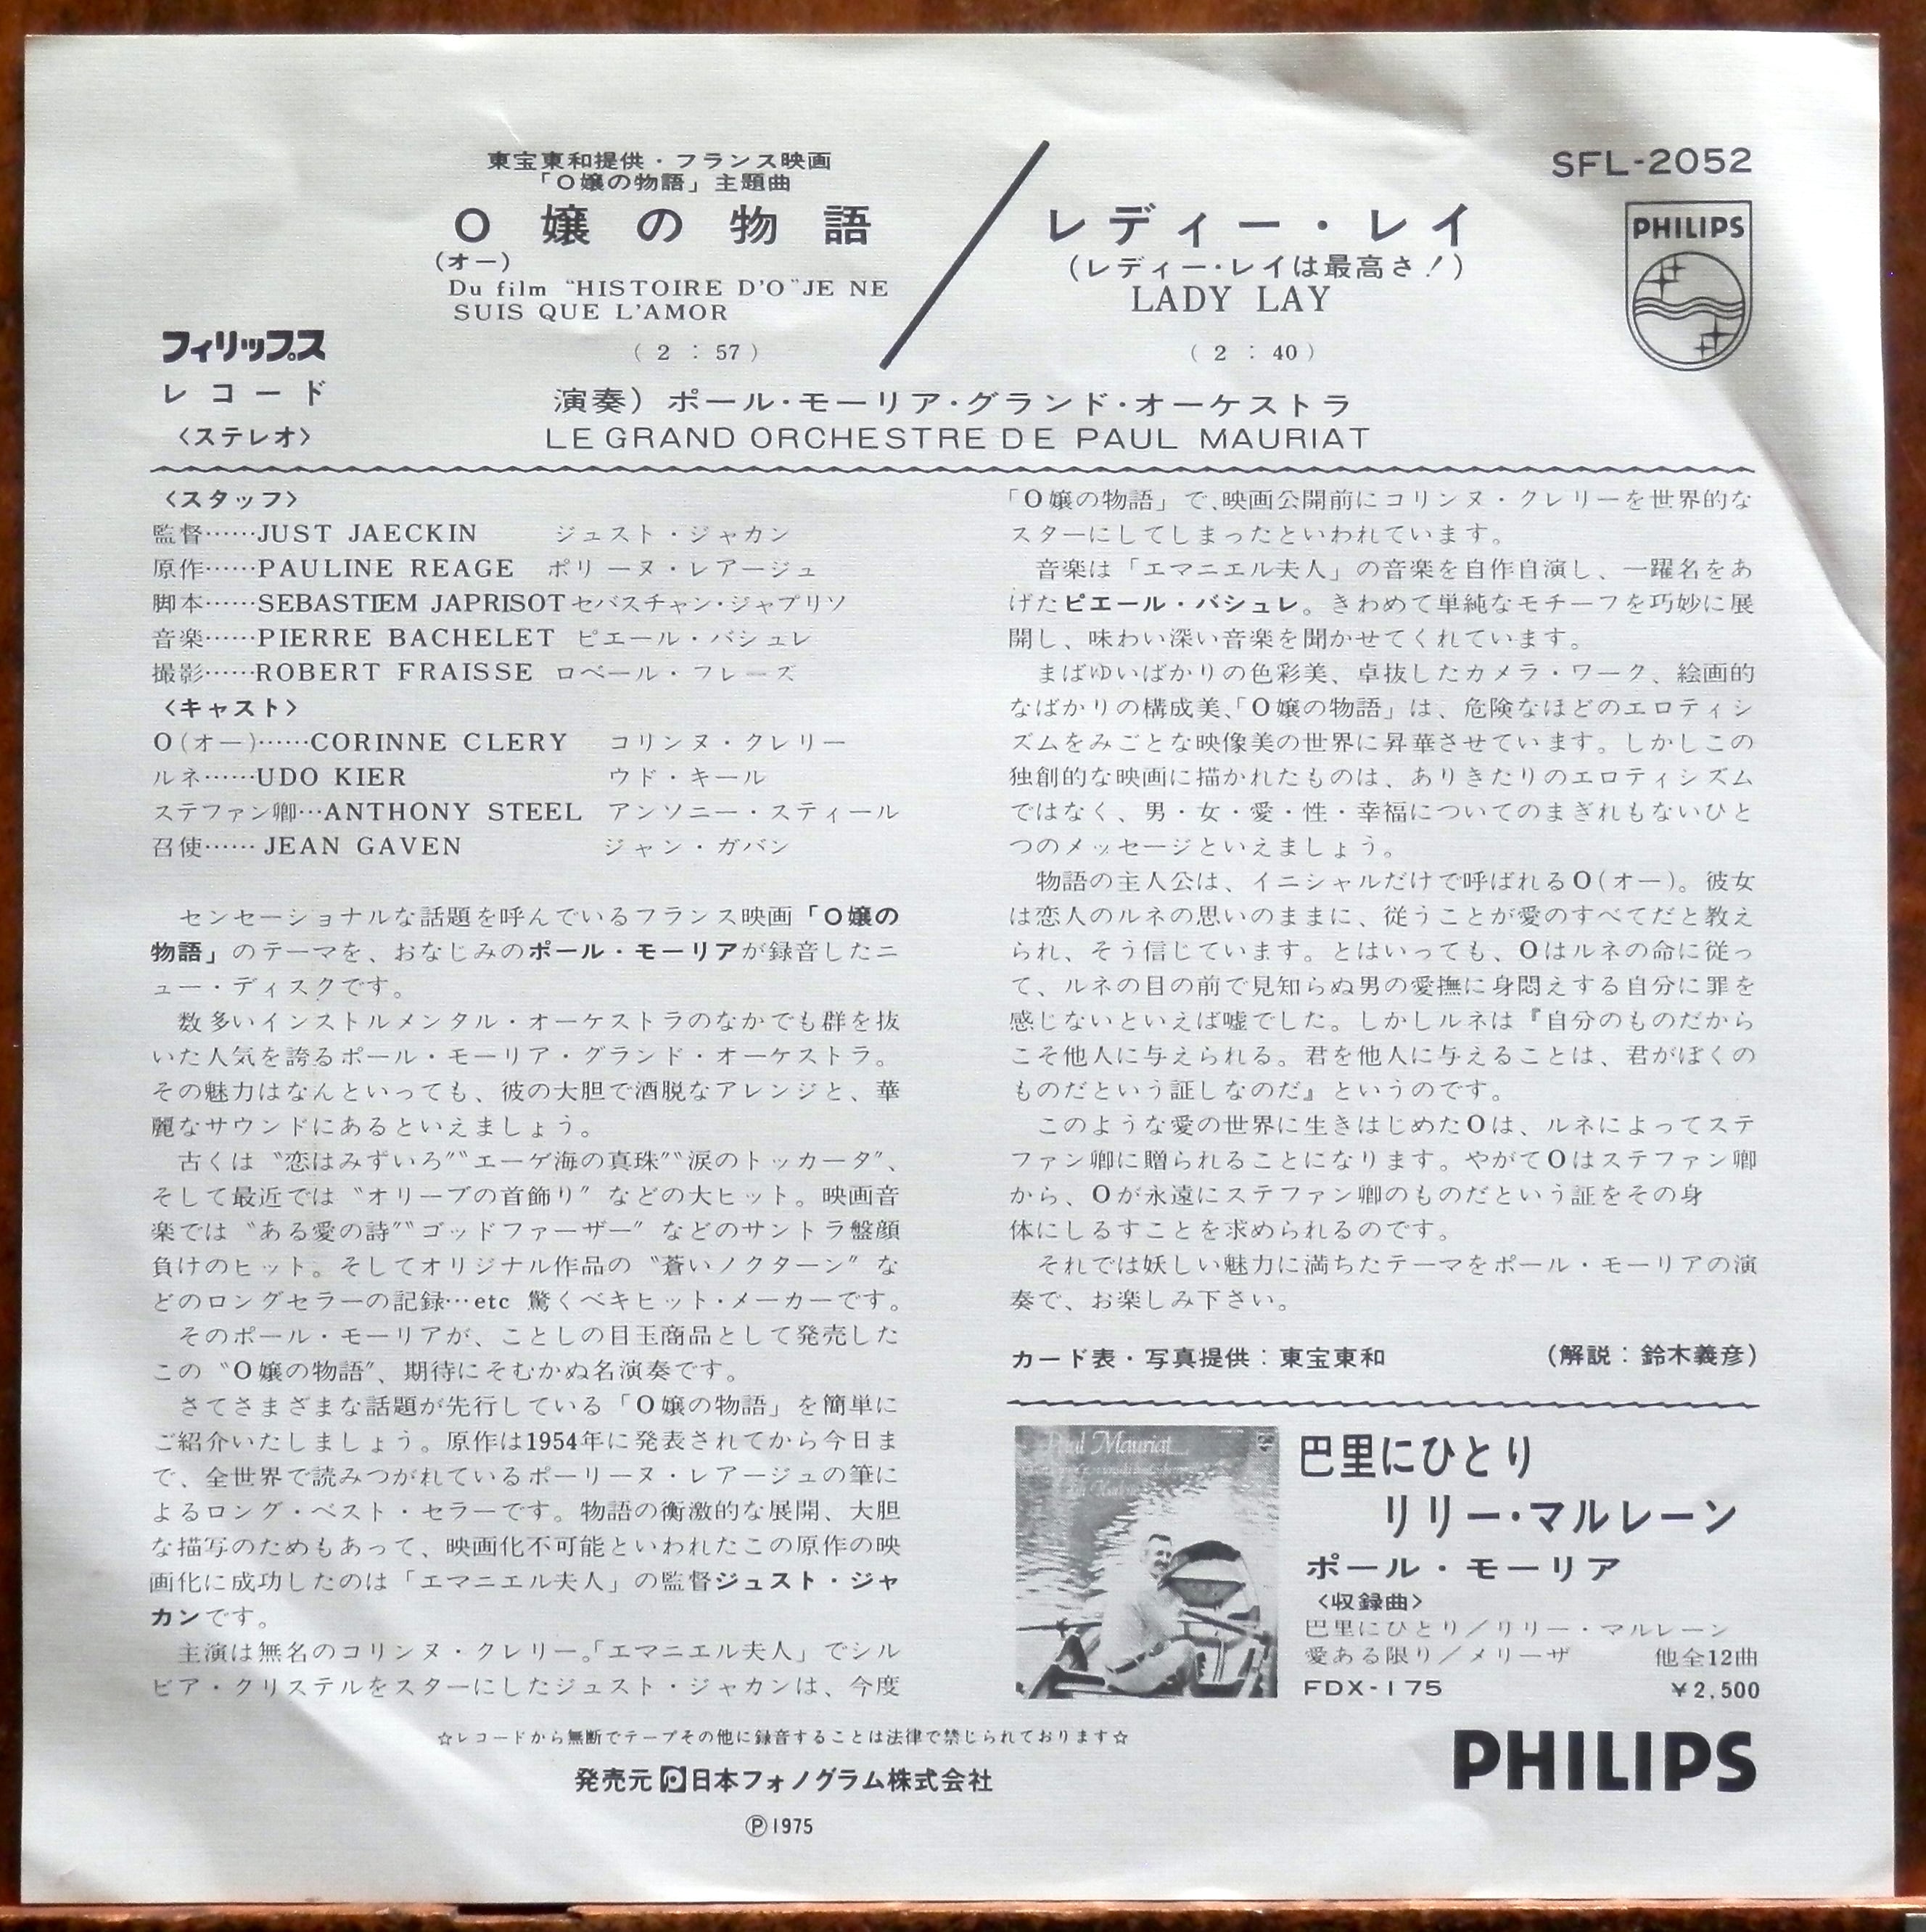 東宝東和提供・フランス映画
「O嬢の物語」主題曲
O嬢の物語
(オー)
Du film "HISTOIRE D'O"JE NE
SUIS QUE L'AMOR
(2:57)
レディー・レイ
(レディー・レイは最高さ!)
LADY LAY
(2:40)
SFL-2052
PHILIPS
フィリップス
レコード
〈ステレオ〉
演奏) ポール・モーリア・グランド・オーケストラ
LE GRAND ORCHESTRE DE PAUL MAURIAT
〈スタッフ〉
監督……JUST JAECKIN ジュスト・ジャカン
原作……PAULINE REAGE ポリーヌ・レアージュ
脚本……SEBASTIEM JAPRISOT セバスチャン・ジャプリソ
音楽……PIERRE BACHELET ピエール・バシュレ
撮影……ROBERT FRAISSE ロベール・フレーズ
〈キャスト〉
O(オー)……CORINNE CLERY コリンヌ・クレリー
ルネ……UDO KIER ウド・キール
ステファン卿…ANTHONY STEEL アンソニー・スティール
召使……JEAN GAVEN ジャン・ガバン
センセーショナルな話題を呼んでいるフランス映画「O嬢の
物語」のテーマを、おなじみのポール・モーリアが録音したニ
ュー・ディスクです。
数多いインストルメンタル・オーケストラのなかでも群を抜
いた人気を誇るポール・モーリア・グランド・オーケストラ。
その魅力はなんといっても、彼の大胆で洒脱なアレンジと、華
麗なサウンドにあるといえましょう。
古くは〝恋はみずいろ〟〝エーゲ海の真珠〟〝涙のトッカータ〟、
そして最近では〝オリーブの首飾り〟などの大ヒット。映画音
楽では〝ある愛の詩〟〝ゴッドファーザー〟などのサントラ盤顔
負けのヒット。そしてオリジナル作品の〝蒼いノクターン〟な
どのロングセラーの記録…etc 驚くベキヒット・メーカーです。
そのポール・モーリアが、ことしの目玉商品として発売した
この〝O嬢の物語〟、期待にそむかぬ名演奏です。
さてさまざまな話題が先行している「O嬢の物語」を簡単に
ご紹介いたしましょう。原作は1954年に発表されてから今日ま
で、全世界で読みつがれているポーリーヌ・レアージュの筆に
よるロング・ベスト・セラーです。物語の衝激的な展開、大胆
な描写のためもあって、映画化不可能といわれたこの原作の映
画化に成功したのは「エマニエル夫人」の監督ジュスト・ジャ
カンです。
主演は無名のコリンヌ・クレリー。「エマニエル夫人」でシル
ビア・クリステルをスターにしたジュスト・ジャカンは、今度
「O嬢の物語」で、映画公開前にコリンヌ・クレリーを世界的な
スターにしてしまったといわれています。
音楽は「エマニエル夫人」の音楽を自作自演し、一躍名をあ
げたピエール・バシュレ。きわめて単純なモチーフを巧妙に展
開し、味わい深い音楽を聞かせてくれています。
まばゆいばかりの色彩美、卓抜したカメラ・ワーク、絵画的
なばかりの構成美、「O嬢の物語」は、危険なほどのエロティシ
ズムをみごとな映像美の世界に昇華させています。しかしこの
独創的な映画に描かれたものは、ありきたりのエロティシズム
ではなく、男・女・愛・性・幸福についてのまぎれもないひと
つのメッセージといえましょう。
物語の主人公は、イニシャルだけで呼ばれるO(オー)。彼女
は恋人のルネの思いのままに、従うことが愛のすべてだと教え
られ、そう信じています。とはいっても、Oはルネの命に従っ
て、ルネの目の前で見知らぬ男の愛撫に身悶えする自分に罪を
感じないといえば嘘でした。しかしルネは『自分のものだから
こそ他人に与えられる。君を他人に与えることは、君がぼくの
ものだという証しなのだ』というのです。
このような愛の世界に生きはじめたOは、ルネによってステ
ファン卿に贈られることになります。やがてOはステファン卿
から、Oが永遠にステファン卿のものだという証をその身
体にしるすことを求められるのです。
それでは妖しい魅力に満ちたテーマをポール・モーリアの演
奏で、お楽しみ下さい。
カード表・写真提供:東宝東和 (解説:鈴木義彦)
Paul Mauriat
巴里にひとり
リリー・マルレーン
ポール・モーリア
〈収録曲〉
巴里にひとり/リリー・マルレーン
愛ある限り/メリーザ 他全12曲
FDX-175 ¥2,500
☆レコードから無断でテープその他に録音することは法律で禁じられております☆
発売元 日本フォノグラム株式会社
Ⓟ1975
PHILIPS